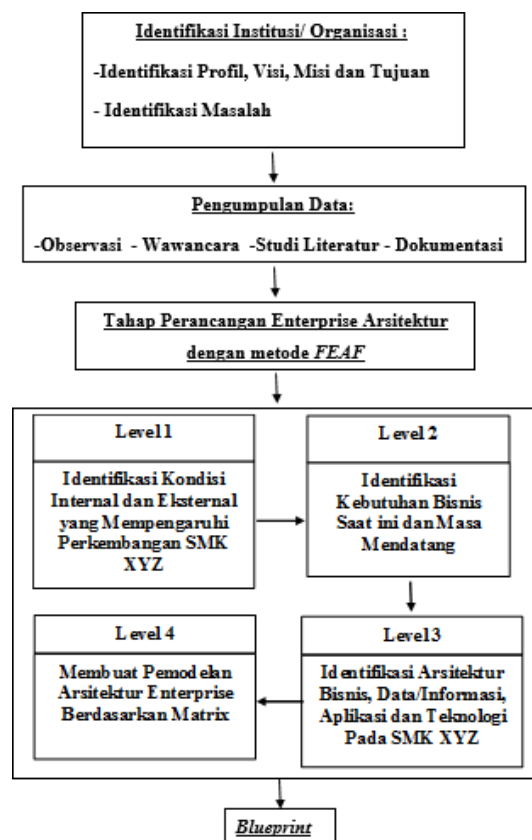 Identifikasi Institusi/ Organisasi :
-Identifikasi Profil, Visi, Misi dan Tujuan
- Identifikasi Masalah
Pengumpulan Data:
-Observasi - Wawancara -Studi Literatur - Dokumentasi
Tahap Perancangan Enterprise Arsitektur
dengan metode FEAF
Level 1
Identifikasi Kondisi
Internal dan Eksternal
yang Mempengaruhi
Perkembangan SMK
XYZ
Level 2
Identifikasi
Kebutuhan Bisnis
Saat ini dan Masa
Mendatang
Level 3
Identifikasi Arsitektur
Bisnis, Data/Informasi,
Aplikasi dan Teknologi
Pada SMK XYZ
Level 4
Membuat Pemodelan
Arsitektur Enterprise
Berdasarkan Matrix
Blueprint